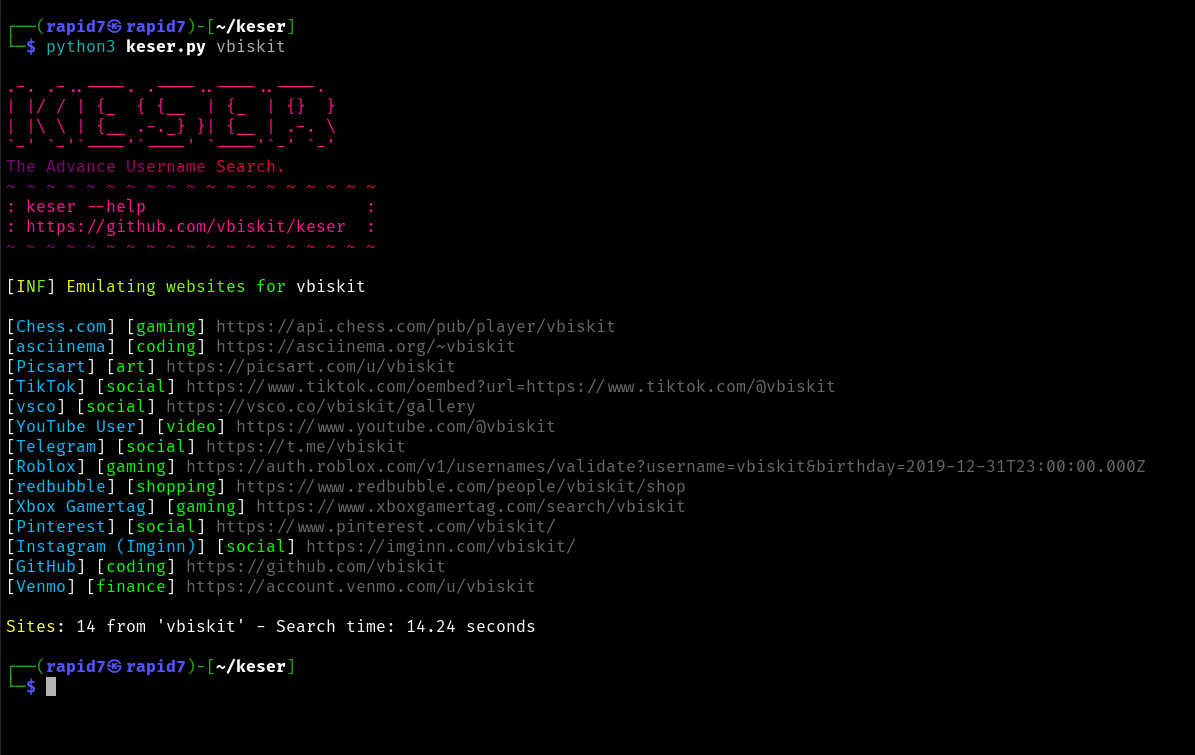 ┌──(rapid7㉿rapid7)-[~/keser]
└─$ python3 keser.py vbiskit
.-. .-..----. .----..----..----.
| |/ / | {_  { {__  | {_  | {}  }
| |\ \ | {__ .-._} }| {__ | .-. \
`-' `-'`----'`----' `----'`-' `-'
The Advance Username Search.
~ ~ ~ ~ ~ ~ ~ ~ ~ ~ ~ ~ ~ ~ ~ ~ ~ ~ ~
: keser --help                      :
: https://github.com/vbiskit/keser  :
~ ~ ~ ~ ~ ~ ~ ~ ~ ~ ~ ~ ~ ~ ~ ~ ~ ~ ~
[INF] Emulating websites for vbiskit
[Chess.com] [gaming] https://api.chess.com/pub/player/vbiskit
[asciinema] [coding] https://asciinema.org/~vbiskit
[Picsart] [art] https://picsart.com/u/vbiskit
[TikTok] [social] https://www.tiktok.com/oembed?url=https://www.tiktok.com/@vbiskit
[vsco] [social] https://vsco.co/vbiskit/gallery
[YouTube User] [video] https://www.youtube.com/@vbiskit
[Telegram] [social] https://t.me/vbiskit
[Roblox] [gaming] https://auth.roblox.com/v1/usernames/validate?username=vbiskit&birthday=2019-12-31T23:00:00.000Z
[redbubble] [shopping] https://www.redbubble.com/people/vbiskit/shop
[Xbox Gamertag] [gaming] https://www.xboxgamertag.com/search/vbiskit
[Pinterest] [social] https://www.pinterest.com/vbiskit/
[Instagram (Imginn)] [social] https://imginn.com/vbiskit/
[GitHub] [coding] https://github.com/vbiskit
[Venmo] [finance] https://account.venmo.com/u/vbiskit
Sites: 14 from 'vbiskit' - Search time: 14.24 seconds
┌──(rapid7㉿rapid7)-[~/keser]
└─$